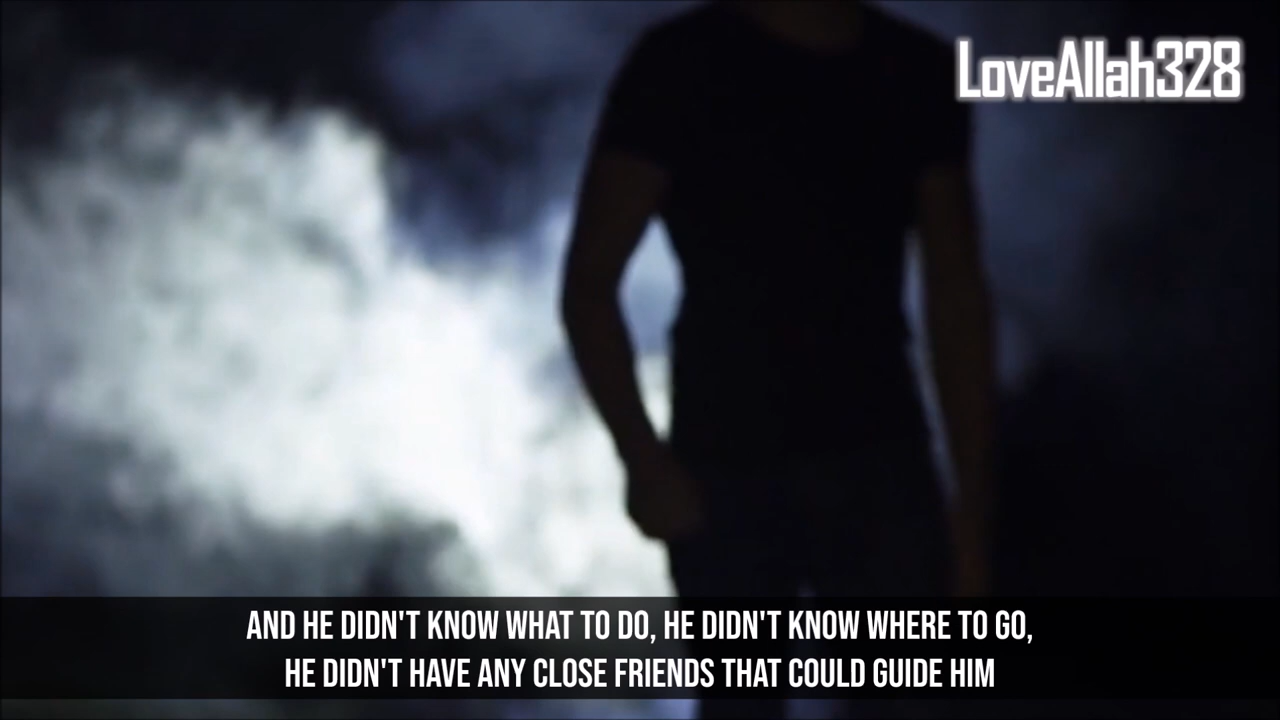 LoveAllah328
AND HE DIDN'T KNOW WHAT TO DO, HE DIDN'T KNOW WHERE TO GO,
HE DIDN'T HAVE ANY CLOSE FRIENDS THAT COULD GUIDE HIM